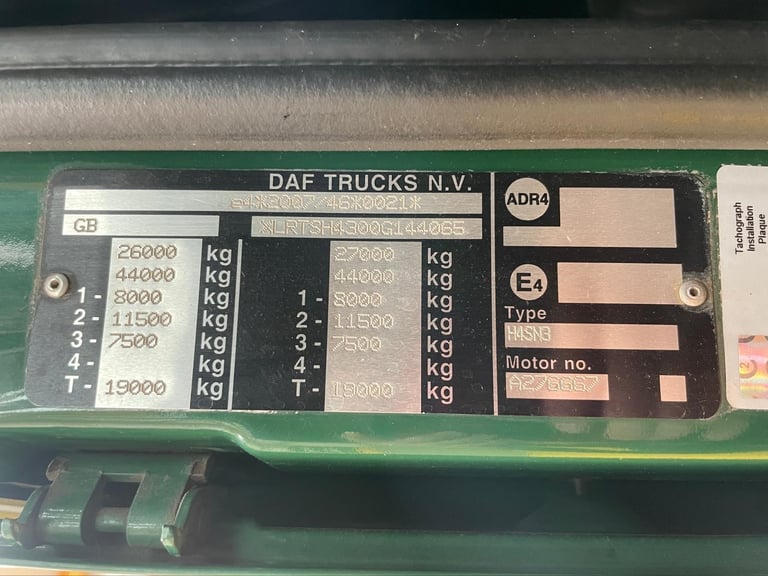 DAF TRUCKS N.V.
e4*2007/46*0021*
GB XLRTSH4300G144065
26000 kg 27000 kg
44000 kg 44000 kg
1- 8000 kg 1- 8000 kg
2- 11500 kg 2- 11500 kg
3- 7500 kg 3- 7500 kg
4- kg 4- kg
T- 19000 kg T- 19000 kg
ADR4
E4
Type
H4SN3
Motor no.
A276667
Tachograph
Installation
Plaque